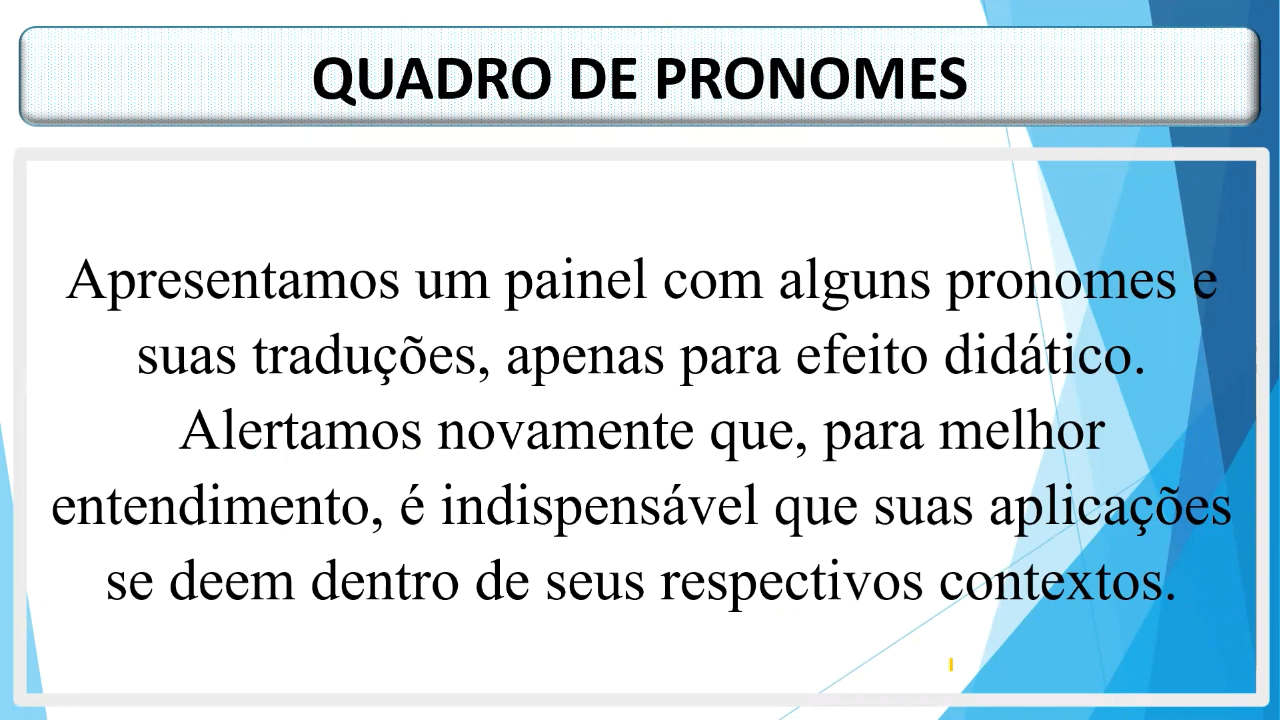 QUADRO DE PRONOMES
Apresentamos um painel com alguns pronomes e
suas traduções, apenas para efeito didático.
Alertamos novamente que, para melhor
entendimento, é indispensável que suas aplicações
se deem dentro de seus respectivos contextos.